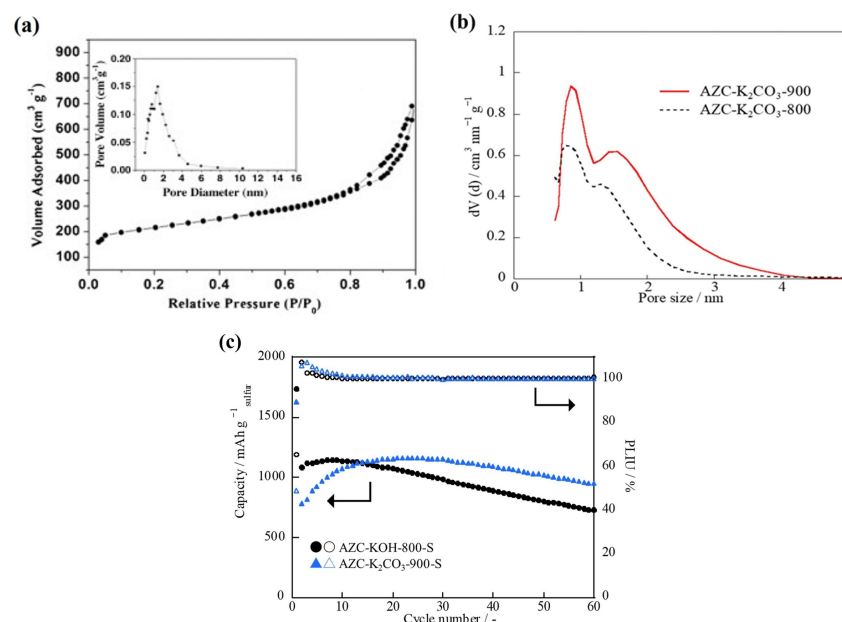 (a)
Volume Adsorbed (cm³ g⁻¹)
900
800
700
600
500
400
300
200
100
0.0
0.2
0.4
0.6
0.8
1.0
Relative Pressure (P/P₀)
Pore Volume (cm³g⁻¹)
0.20
0.15
0.10
0.05
0.00
0 2 4 6 8 10 12 14 16
Pore Diameter (nm)
(b)
dV (d) / cm³ nm⁻¹ g⁻¹
1.2
1
0.8
0.6
0.4
0.2
0
0 1 2 3 4
Pore size / nm
AZC-K₂CO₃-900
AZC-K₂CO₃-800
(c)
Capacity / mAh g⁻¹ sulfur
2000
1500
1000
500
0
0 10 20 30 40 50 60
Cycle number / -
100
80
60
40
20
0
AZC-KOH-800-S
AZC-K₂CO₃-900-S